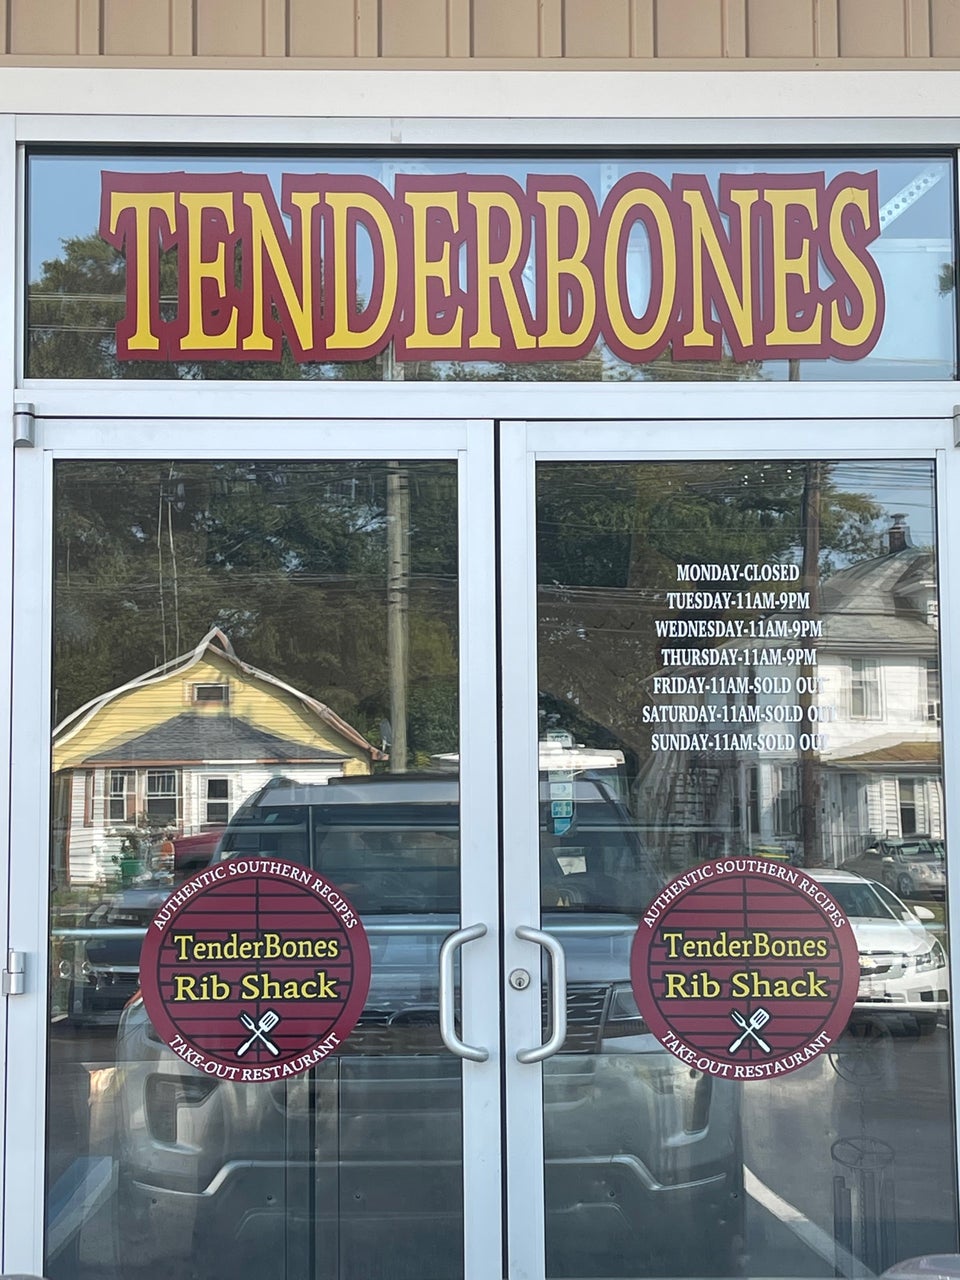 TENDERBONES
MONDAY-CLOSED
TUESDAY-11AM-9PM
WEDNESDAY-11AM-9PM
THURSDAY-11AM-9PM
FRIDAY-11AM-SOLD OUT
SATURDAY-11AM-SOLD OUT
SUNDAY-11AM-SOLD OUT
AUTHENTIC SOUTHERN RECIPES
TenderBones
Rib Shack
TAKE-OUT RESTAURANT
AUTHENTIC SOUTHERN RECIPES
TenderBones
Rib Shack
TAKE-OUT RESTAURANT